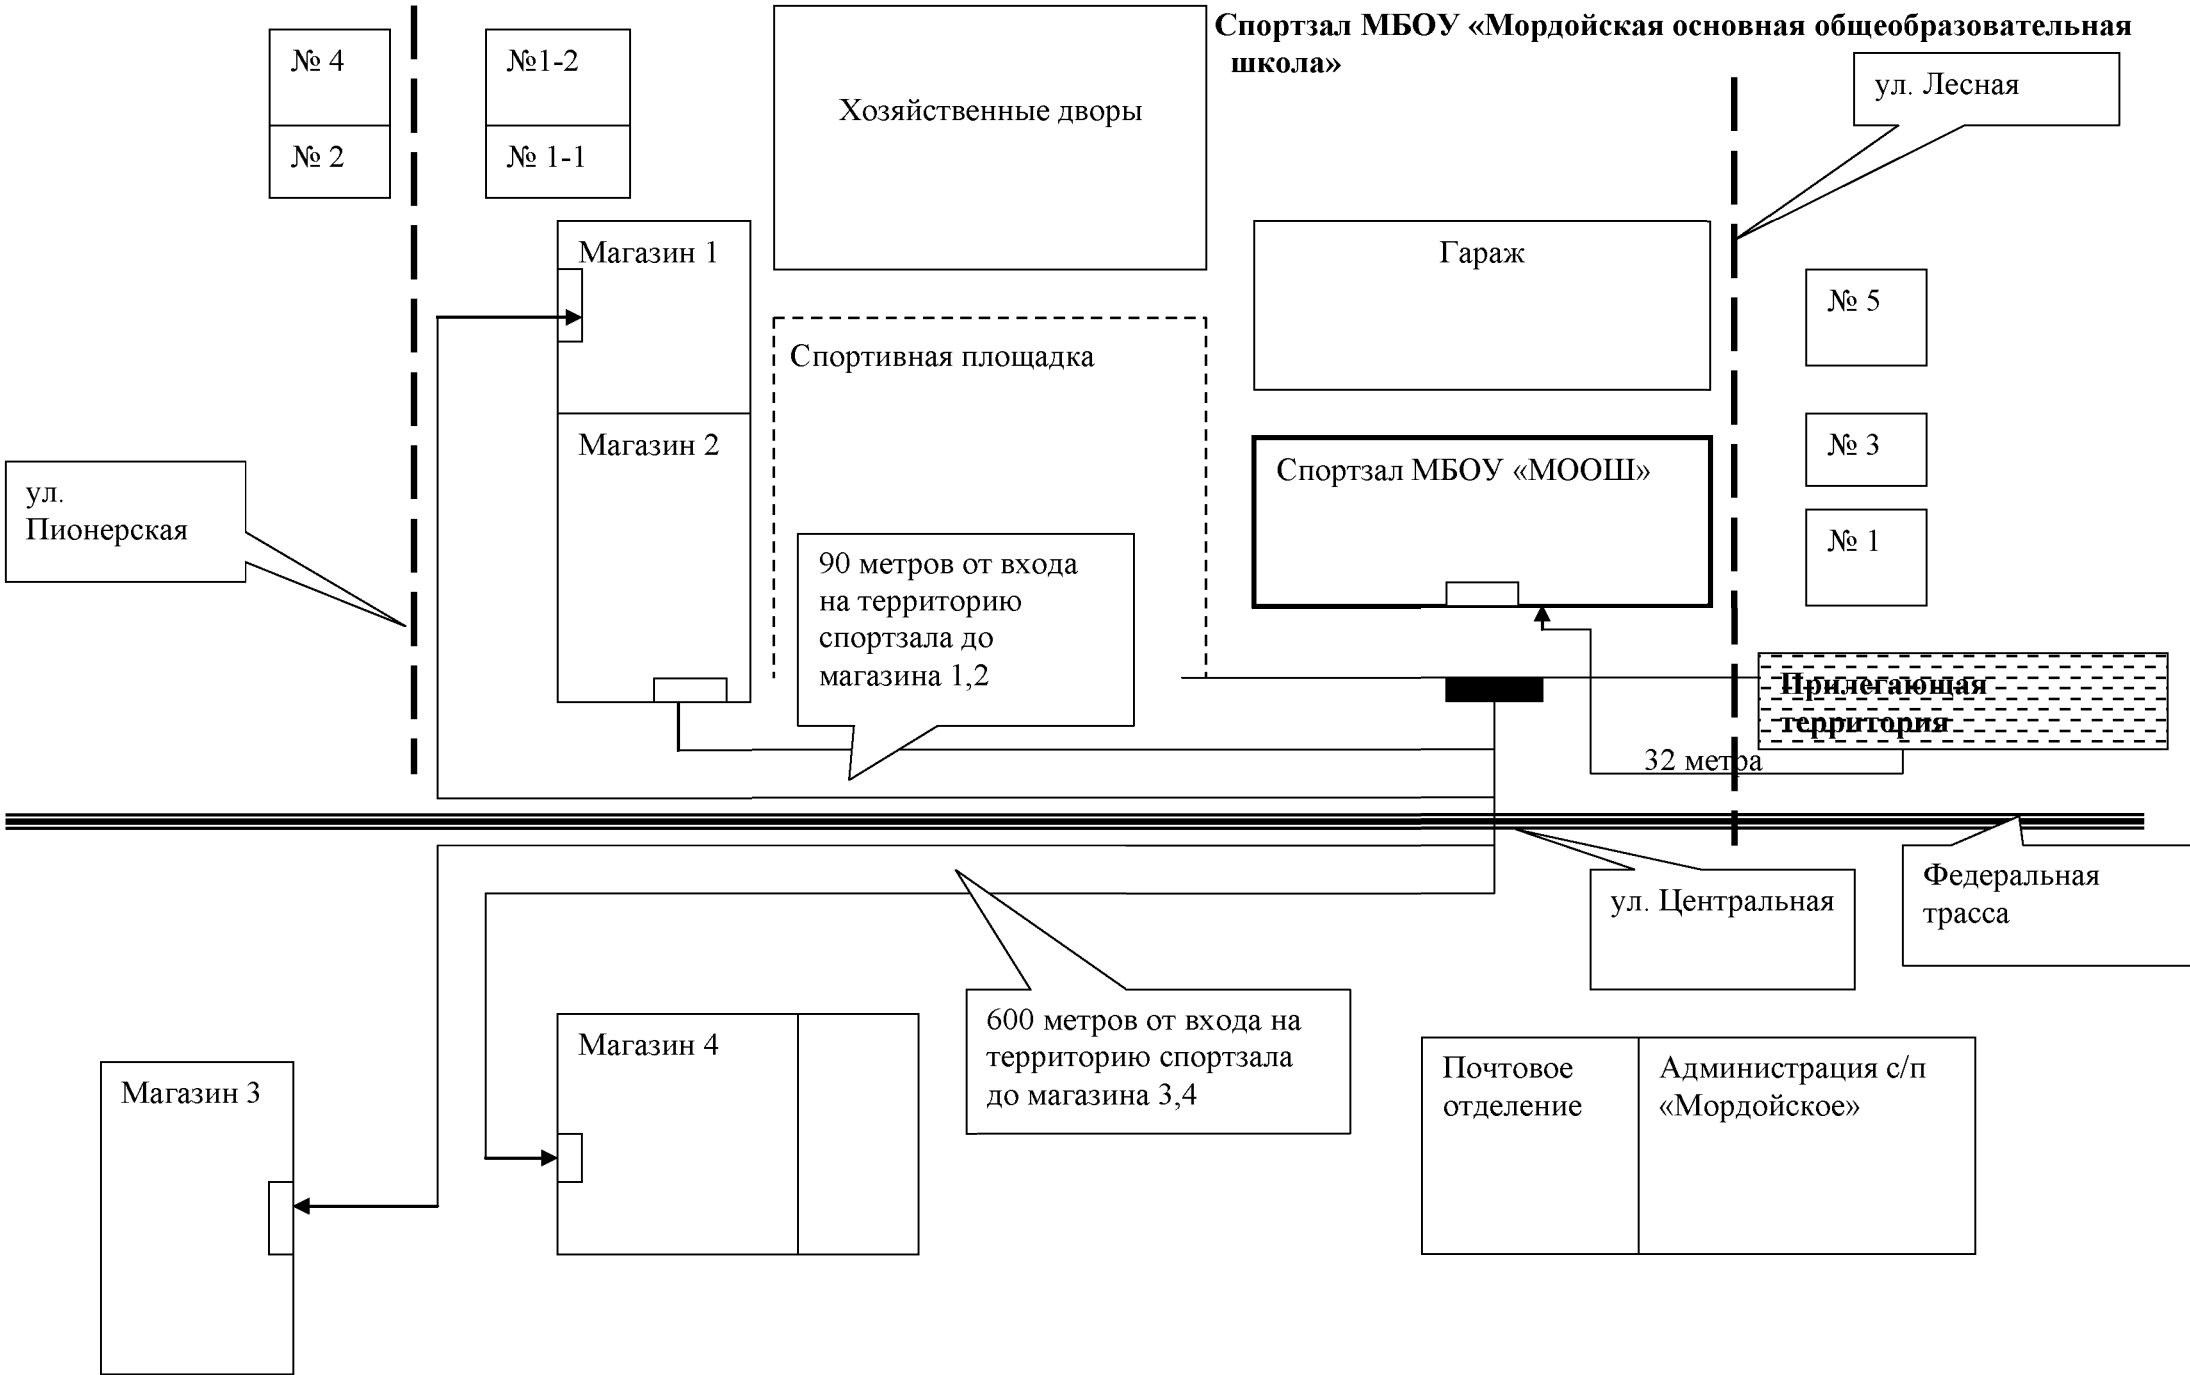 Спортзал МБОУ «Мордойская основная общеобразовательная
школа»
№ 4
№1-2
№ 2
№ 1-1
Хозяйственные дворы
ул. Лесная
Магазин 1
Гараж
№ 5
Спортивная площадка
Магазин 2
Спортзал МБОУ «МООШ»
№ 3
№ 1
ул.
Пионерская
90 метров от входа
на территорию
спортзала до
магазина 1,2
Прилегающая
территория
32 метра
ул. Центральная
Федеральная
трасса
600 метров от входа на
территорию спортзала
до магазина 3,4
Магазин 4
Магазин 3
Почтовое
отделение
Администрация с/п
«Мордойское»